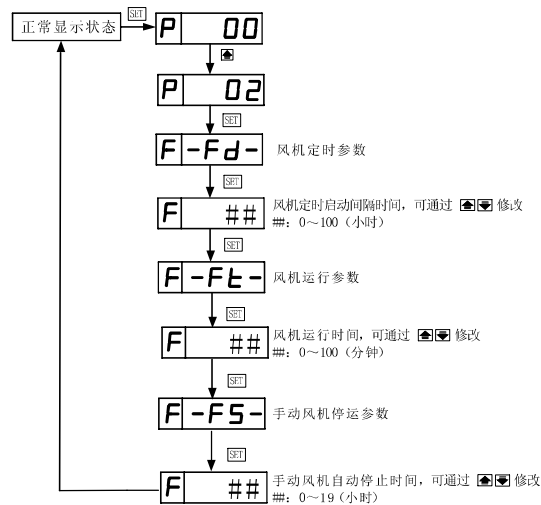 SET
正常显示状态
P 00
P 02
SET
F -Fd- 风机定时参数
SET
风机定时启动间隔时间，可通过 修改
F ##
##：0～100（小时）
SET
F -Ft- 风机运行参数
SET
风机运行时间，可通过 修改
F ##
##：0～100（分钟）
SET
F -FS- 手动风机停运参数
SET
手动风机自动停止时间，可通过 修改
F ##
##：0～19（小时）